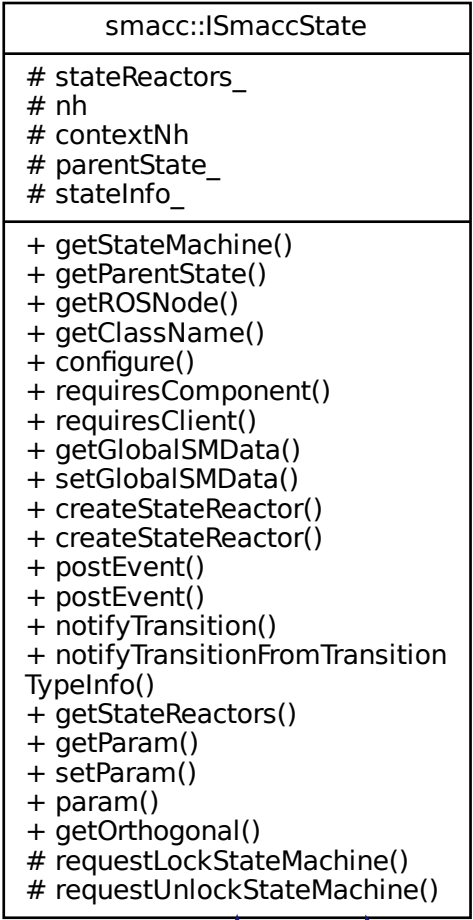 smacc::ISmaccState
# stateReactors_
# nh
# contextNh
# parentState_
# stateInfo_
+ getStateMachine()
+ getParentState()
+ getROSNode()
+ getClassName()
+ configure()
+ requiresComponent()
+ requiresClient()
+ getGlobalSMData()
+ setGlobalSMData()
+ createStateReactor()
+ createStateReactor()
+ postEvent()
+ postEvent()
+ notifyTransition()
+ notifyTransitionFromTransition
TypeInfo()
+ getStateReactors()
+ getParam()
+ setParam()
+ param()
+ getOrthogonal()
# requestLockStateMachine()
# requestUnlockStateMachine()